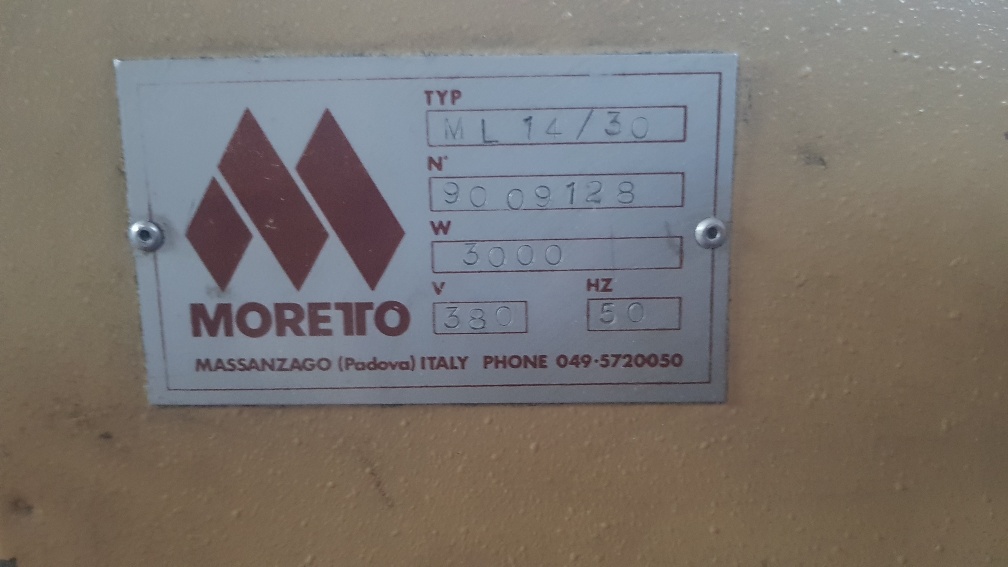 TYP
ML 14/30
N°
9009128
W
3000
V HZ
380 50
MORETTO
MASSANZAGO (Padova) ITALY PHONE 049-5720050